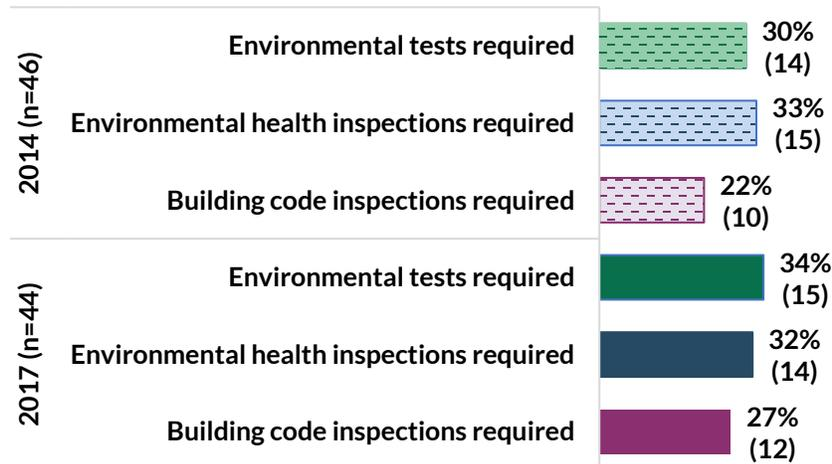 2014 (n=46)
Environmental tests required
30%
(14)
Environmental health inspections required
33%
(15)
Building code inspections required
22%
(10)
2017 (n=44)
Environmental tests required
34%
(15)
Environmental health inspections required
32%
(14)
Building code inspections required
27%
(12)